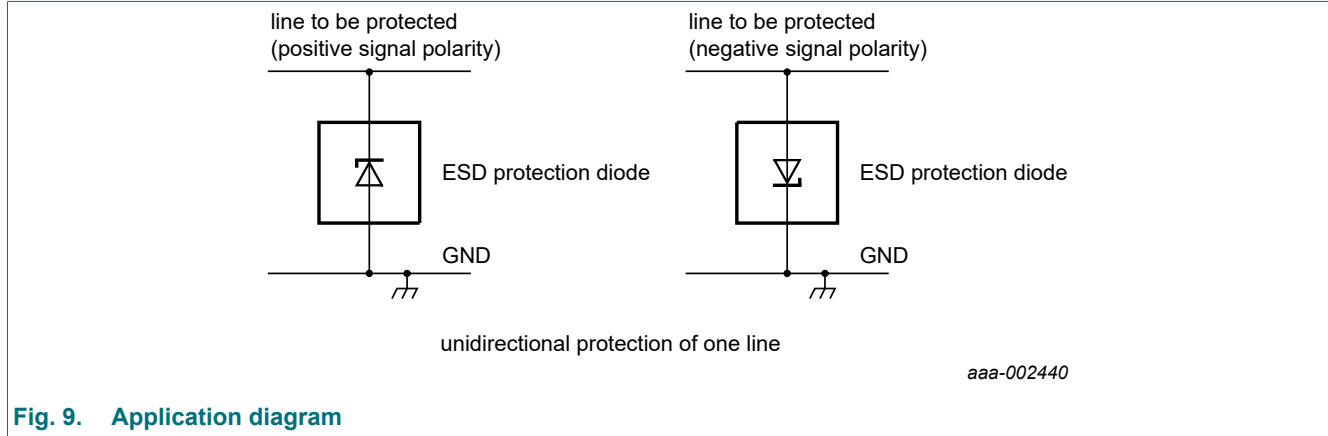 line to be protected
(positive signal polarity)
line to be protected
(negative signal polarity)
ESD protection diode
ESD protection diode
GND
GND
unidirectional protection of one line
aaa-002440
Fig. 9. Application diagram